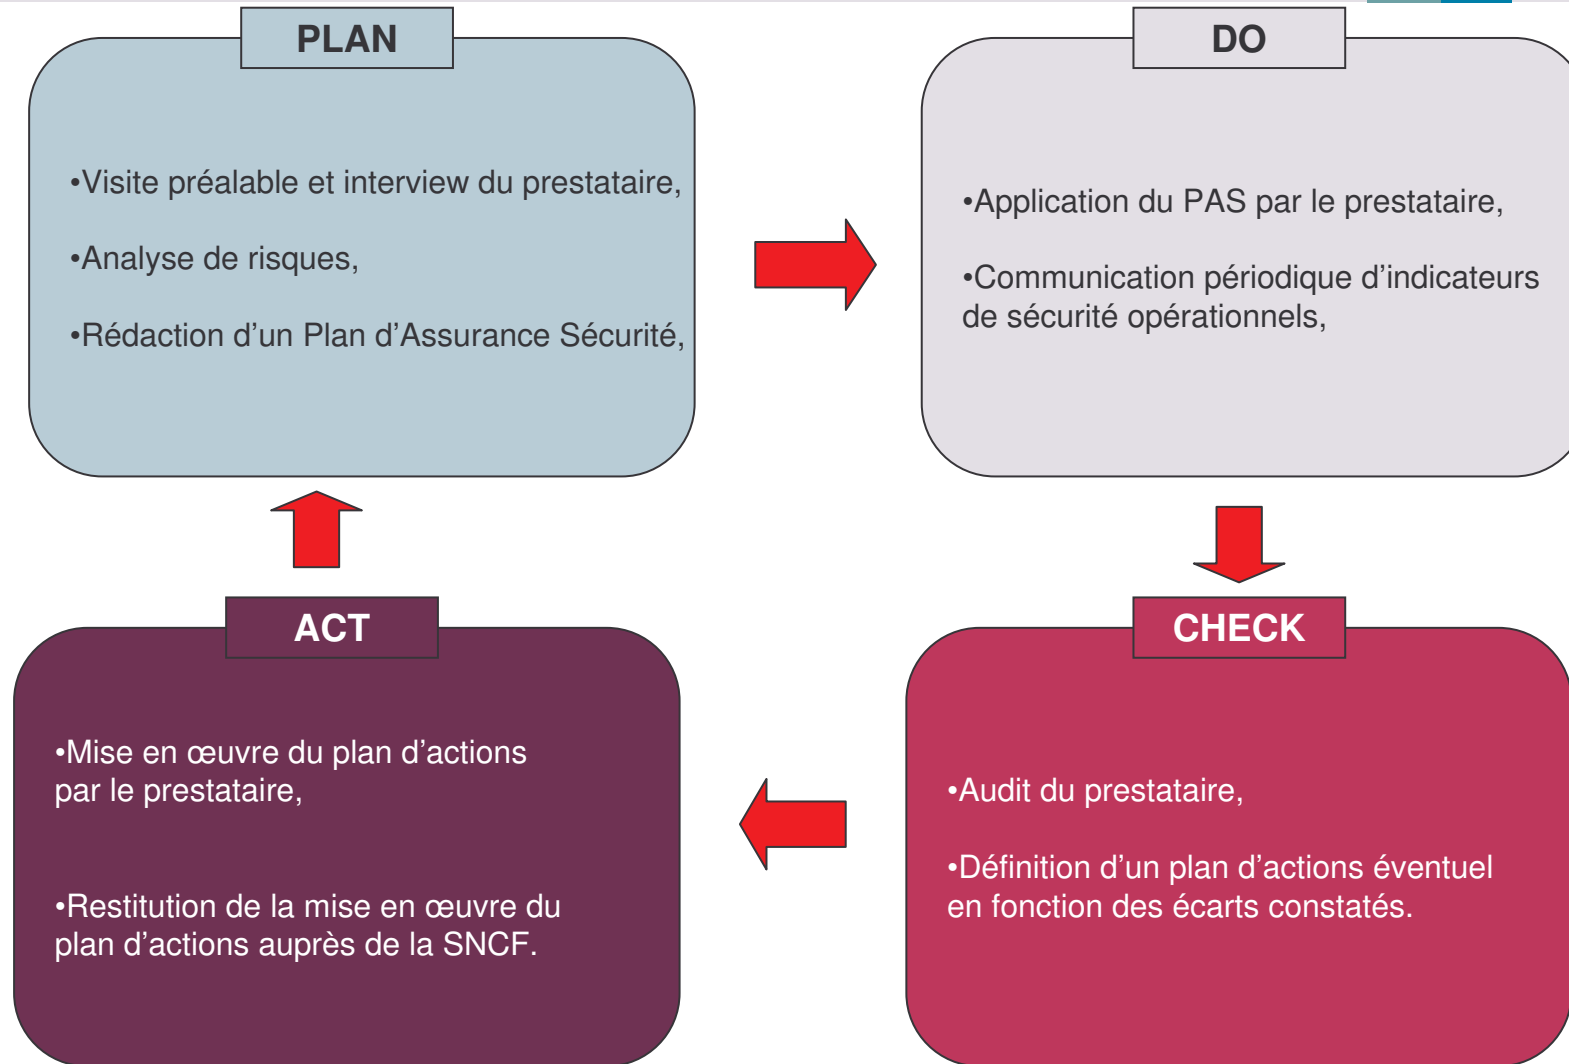 PLAN
•Visite préalable et interview du prestataire,
•Analyse de risques,
•Rédaction d’un Plan d’Assurance Sécurité,
DO
•Application du PAS par le prestataire,
•Communication périodique d’indicateurs
de sécurité opérationnels,
ACT
•Mise en œuvre du plan d’actions
par le prestataire,
•Restitution de la mise en œuvre du
plan d’actions auprès de la SNCF.
CHECK
•Audit du prestataire,
•Définition d’un plan d’actions éventuel
en fonction des écarts constatés.